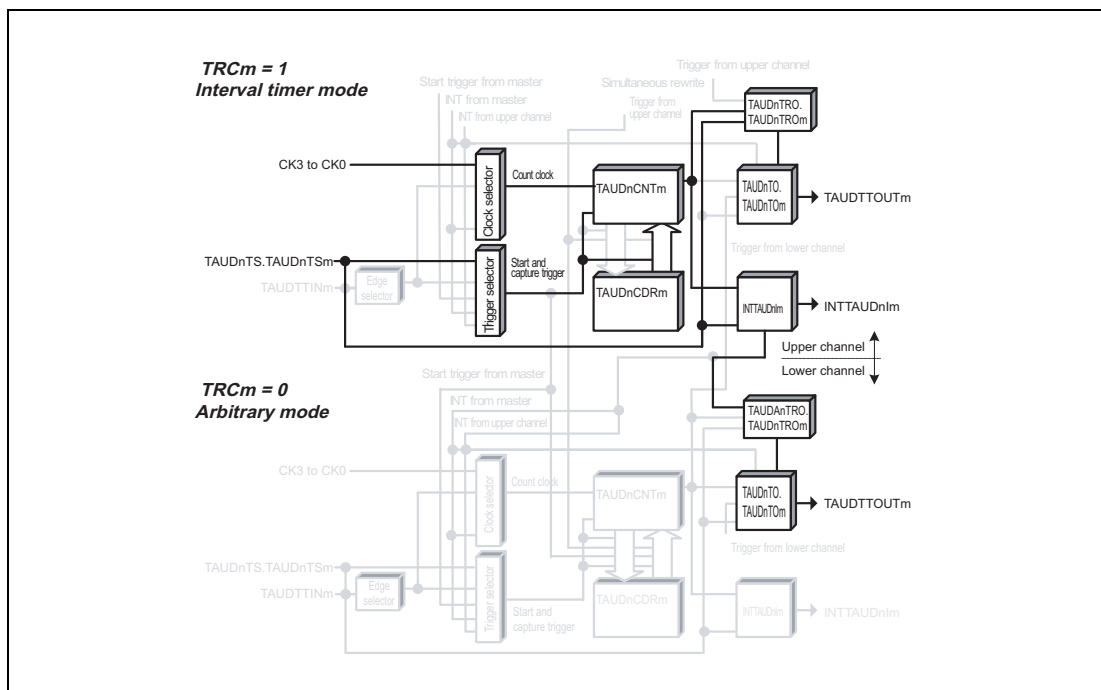 TRCm = 1
Interval timer mode
Trigger from upper channel
Start trigger from master
Simultaneous rewrite
INT from master
Trigger from
upper channel
INT from upper channel
TAUDnTRO.
TAUDnTROm
CK3 to CK0
Clock selector
Count clock
TAUDnCNTm
TAUDnTO.
TAUDnTOm
TAUDTTOUTm
Trigger from lower channel
TAUDnTS.TAUDnTSm
Trigger selector
Start and
capture trigger
TAUDTTINm
Edge
selector
TAUDnCDRm
INTTAUDnIm
INTTAUDnIm
Upper channel
Lower channel
TRCm = 0
Arbitrary mode
Start trigger from master
INT from master
INT from upper channel
TAUDAnTRO.
TAUDnTROm
CK3 to CK0
Clock selector
Count clock
TAUDnCNTm
TAUDnTO.
TAUDnTOm
TAUDTTOUTm
Trigger from lower channel
TAUDnTS.TAUDnTSm
Trigger selector
TAUDTTINm
Edge
selector
Start and
capture trigger
TAUDnCDRm
INTTAUDnIm
INTTAUDnIm